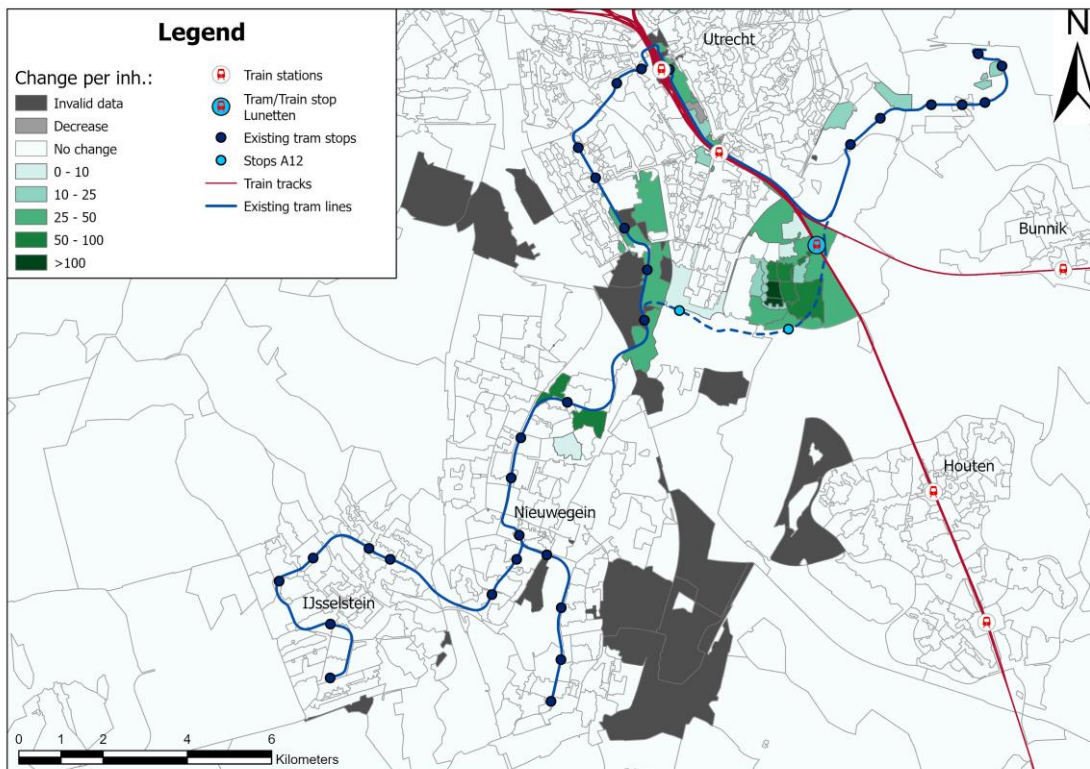 Legend
Change per inh.:
Invalid data
Decrease
No change
0 - 10
10 - 25
25 - 50
50 - 100
>100
Train stations
Tram/Train stop
Lunetten
Existing tram stops
Stops A12
Train tracks
Existing tram lines
Utrecht
N
Bunnik
Houten
Nieuwegein
IJsselstein
0 1 2 4 6
Kilometers